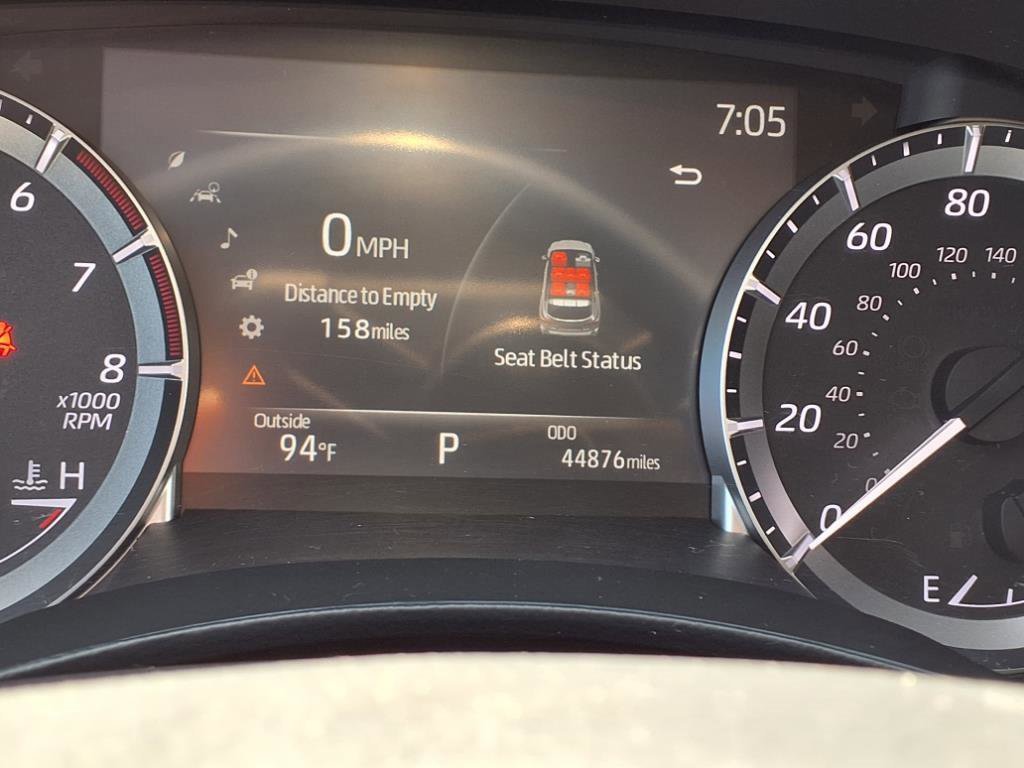 7:05
0 MPH
Distance to Empty
158 miles
Seat Belt Status
Outside
94°F
P
ODO
44876 miles
6
7
8
x1000
RPM
H
0
20
40
60
80
0
20
40
60
80
100
120
140
E